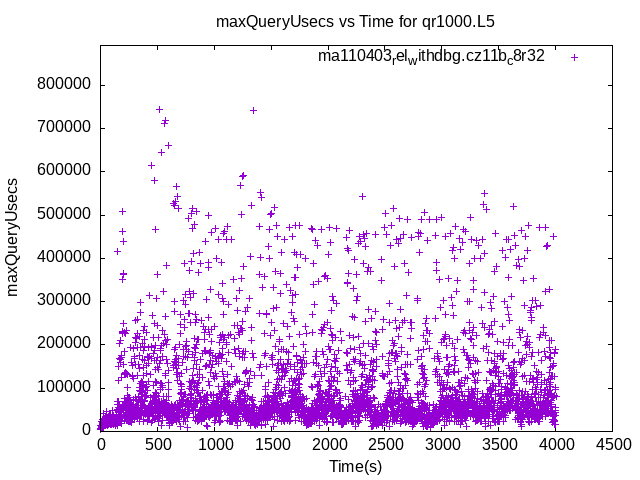 maxQueryUsecs vs Time for qr1000.L5
ma110403relwithdbg.cz11bc8r32
800000
700000
600000
500000
400000
300000
200000
100000
0
maxQueryUsecs
0 500 1000 1500 2000 2500 3000 3500 4000 4500
Time(s)